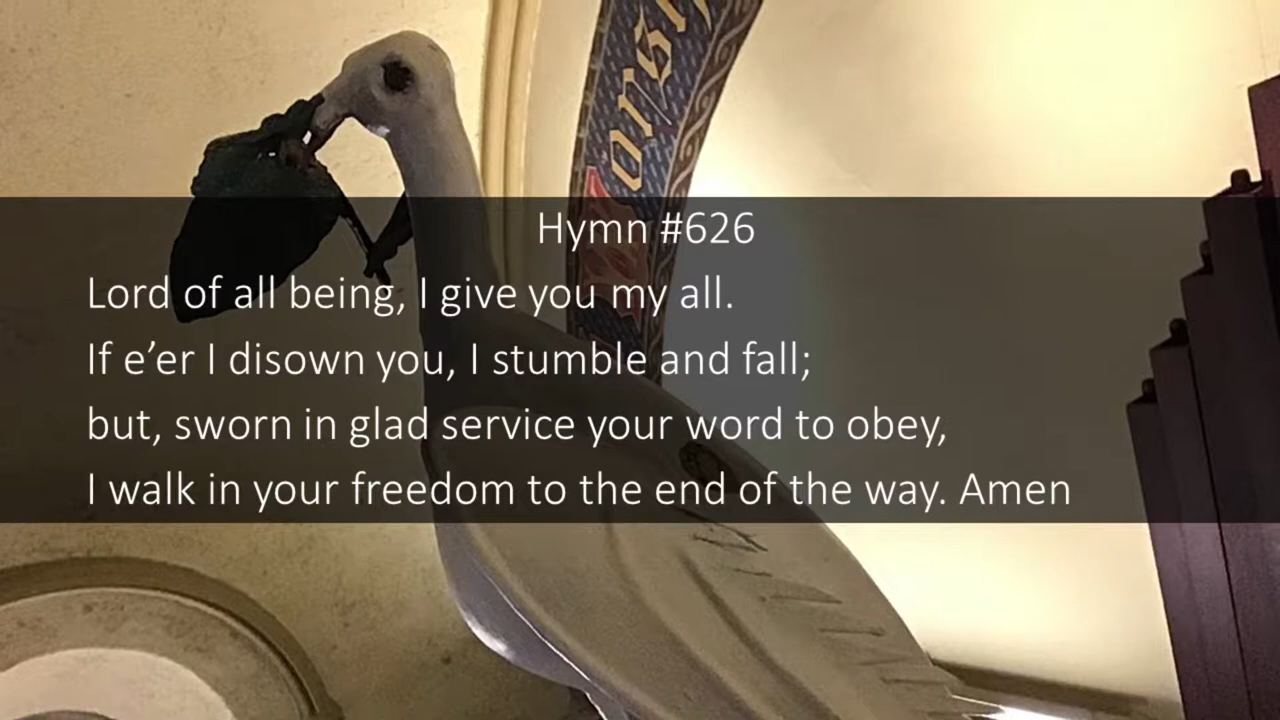 onsi
Hymn #626
Lord of all being, I give you my all.
If e’er I disown you, I stumble and fall;
but, sworn in glad service your word to obey,
I walk in your freedom to the end of the way. Amen